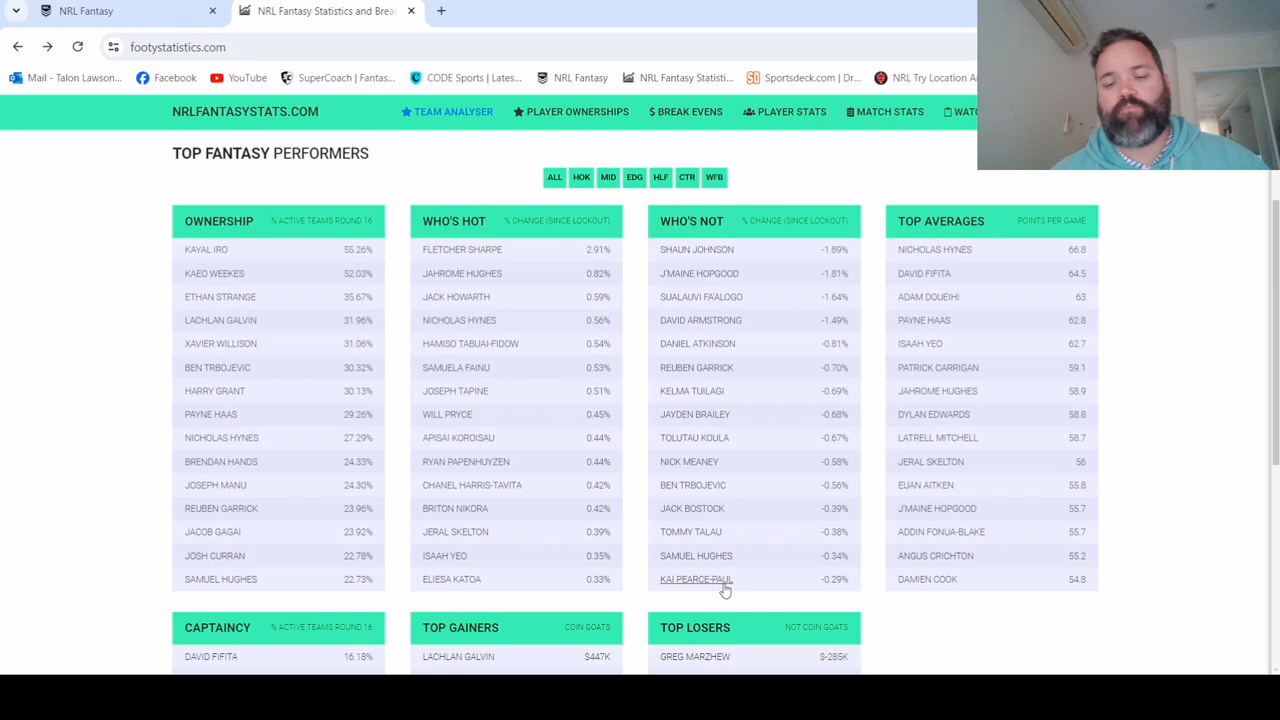 NRL Fantasy
NRL Fantasy Statistics and Brea
footystatistics.com
Mail - Talon Lawson...
Facebook
YouTube
SuperCoach | Fantas...
CODE Sports | Lates...
NRL Fantasy
NRL Fantasy Statisti...
Sportsdeck.com | Dr...
NRL Try Location A
NRLFANTASYSTATS.COM
TEAM ANALYSER
PLAYER OWNERSHIPS
$ BREAK EVENS
PLAYER STATS
MATCH STATS
WATC
TOP FANTASY PERFORMERS
ALL HOK MID EDG HLF CTR WFB
OWNERSHIP % ACTIVE TEAMS ROUND 16
KAYAL IRO 55.26%
KAEO WEEKES 52.03%
ETHAN STRANGE 35.67%
LACHLAN GALVIN 31.96%
XAVIER WILLISON 31.06%
BEN TRBOJEVIC 30.32%
HARRY GRANT 30.13%
PAYNE HAAS 29.26%
NICHOLAS HYNES 27.29%
BRENDAN HANDS 24.33%
JOSEPH MANU 24.30%
REUBEN GARRICK 23.96%
JACOB GAGAI 23.92%
JOSH CURRAN 22.78%
SAMUEL HUGHES 22.73%
WHO'S HOT % CHANGE (SINCE LOCKOUT)
FLETCHER SHARPE 2.91%
JAHROME HUGHES 0.82%
JACK HOWARTH 0.59%
NICHOLAS HYNES 0.56%
HAMISO TABUAI-FIDOW 0.54%
SAMUELA FAINU 0.53%
JOSEPH TAPINE 0.51%
WILL PRYCE 0.45%
APISAI KOROISAU 0.44%
RYAN PAPENHUYZEN 0.44%
CHANEL HARRIS-TAVITA 0.42%
BRITON NIKORA 0.42%
JERAL SKELTON 0.39%
ISAAH YEO 0.35%
ELIESA KATOA 0.33%
WHO'S NOT % CHANGE (SINCE LOCKOUT)
SHAUN JOHNSON -1.89%
J'MAINE HOPGOOD -1.81%
SUALAUVI FA'ALOGO -1.64%
DAVID ARMSTRONG -1.49%
DANIEL ATKINSON -0.81%
REUBEN GARRICK -0.70%
KELMA TUILAGI -0.69%
JAYDEN BRAILEY -0.68%
TOLUTAU KOULA -0.67%
NICK MEANEY -0.58%
BEN TRBOJEVIC -0.56%
JACK BOSTOCK -0.39%
TOMMY TALAU -0.38%
SAMUEL HUGHES -0.34%
KAI PEARCE-PAUL -0.29%
TOP AVERAGES POINTS PER GAME
NICHOLAS HYNES 66.8
DAVID FIFITA 64.5
ADAM DOUEIHI 63
PAYNE HAAS 62.8
ISAAH YEO 62.7
PATRICK CARRIGAN 59.1
JAHROME HUGHES 58.9
DYLAN EDWARDS 58.8
LATRELL MITCHELL 58.7
JERAL SKELTON 56
EUAN AITKEN 55.8
J'MAINE HOPGOOD 55.7
ADDIN FONUA-BLAKE 55.7
ANGUS CRICHTON 55.2
DAMIEN COOK 54.8
CAPTAINCY % ACTIVE TEAMS ROUND 16
DAVID FIFITA 16.18%
TOP GAINERS COIN GOATS
LACHLAN GALVIN $447K
TOP LOSERS NOT COIN GOATS
GREG MARZHEW $-285K